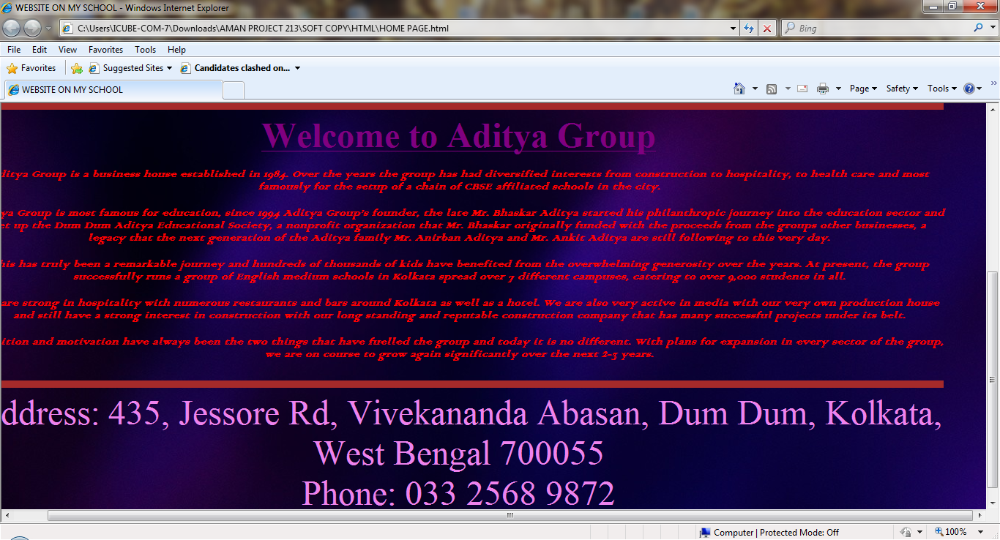 WEBSITE ON MY SCHOOL - Windows Internet Explorer
C:\Users\ICUBE-COM-7\Downloads\AMAN PROJECT 213\SOFT COPY\HTML\HOME PAGE.html
Bing
File Edit View Favorites Tools Help
Favorites Suggested Sites Candidates clashed on...
WEBSITE ON MY SCHOOL
Page Safety Tools
Welcome to Aditya Group
ditya Group is a business house established in 1984. Over the years the group has had diversified interests from construction to hospitality, to health care and most
famously for the setup of a chain of CBSE affiliated schools in the city.
ya Group is most famous for education, since 1994 Aditya Group's founder, the late Mr. Bhaskar Aditya started his philanthropic journey into the education sector and
et up the Dum Dum Aditya Educational Society, a nonprofit organization that Mr. Bhaskar originally funded with the proceeds from the groups other businesses, a
legacy that the next generation of the Aditya family Mr. Anirban Aditya and Mr. Ankit Aditya are still following to this very day.
his has truly been a remarkable journey and hundreds of thousands of kids have benefited from the overwhelming generosity over the years. At present, the group
successfully runs a group of English medium schools in Kolkata spread over 7 different campuses, catering to over 9,000 students in all.
are strong in hospitality with numerous restaurants and bars around Kolkata as well as a hotel. We are also very active in media with our very own production house
and still have a strong interest in construction with our long standing and reputable construction company that has many successful projects under its belt.
ition and motivation have always been the two things that have fuelled the group and today it is no different. With plans for expansion in every sector of the group,
we are on course to grow again significantly over the next 2-3 years.
ddress: 435, Jessore Rd, Vivekananda Abasan, Dum Dum, Kolkata,
West Bengal 700055
Phone: 033 2568 9872
Computer | Protected Mode: Off 100%